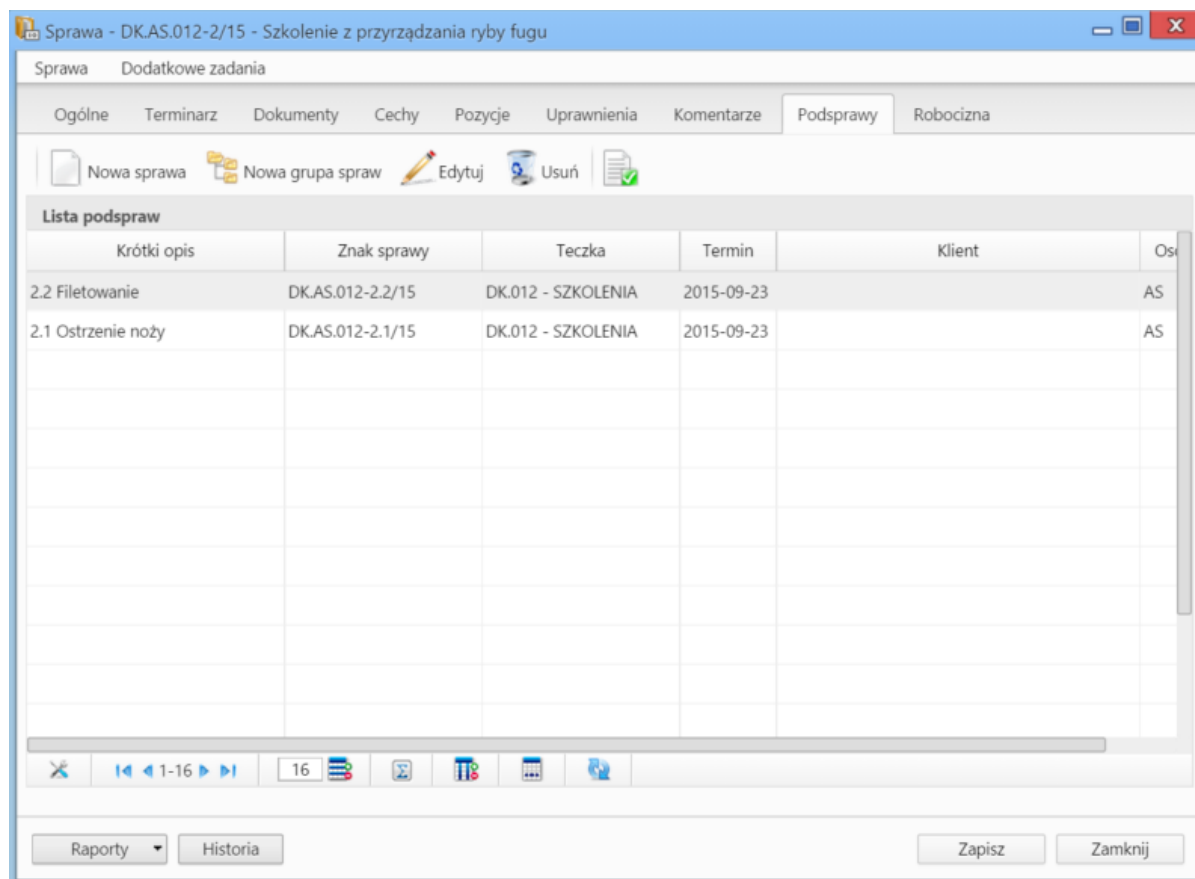 Sprawa - DK.AS.012-2/15 - Szkolenie z przyrządzania ryby fugu
Sprawa Dodatkowe zadania
Ogólne Terminarz Dokumenty Cechy Pozycje Uprawnienia Komentarze Podsprawy Robocizna
Nowa sprawa Nowa grupa spraw Edytuj Usuń
Lista podspraw
Krótki opis Znak sprawy Teczka Termin Klient
2.2 Filetowanie DK.AS.012-2.2/15 DK.012 - SZKOLENIA 2015-09-23 AS
2.1 Ostrzenie noży DK.AS.012-2.1/15 DK.012 - SZKOLENIA 2015-09-23 AS
1-16 16
Raporty Historia Zapisz Zamknij